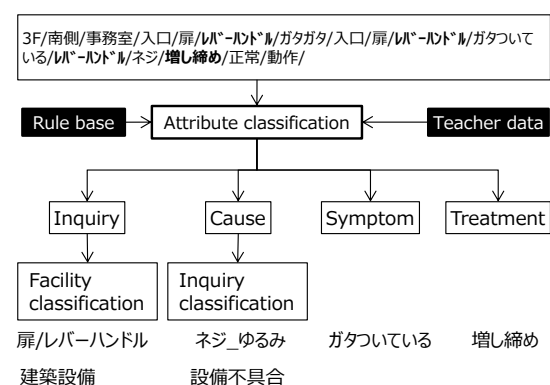 3F/南側/事務室/入口/扉/ﾚﾊﾞｰﾊﾝﾄﾞﾙ/ガタガタ/入口/扉/ﾚﾊﾞｰﾊﾝﾄﾞﾙ/ガタついて
いる/ﾚﾊﾞｰﾊﾝﾄﾞﾙ/ネジ/増し締め/正常/動作/
Rule base
Attribute classification
Teacher data
Inquiry
Cause
Symptom
Treatment
Facility
classification
Inquiry
classification
扉/レバーハンドル
ネジ_ゆるみ
ガタついている
増し締め
建築設備
設備不具合